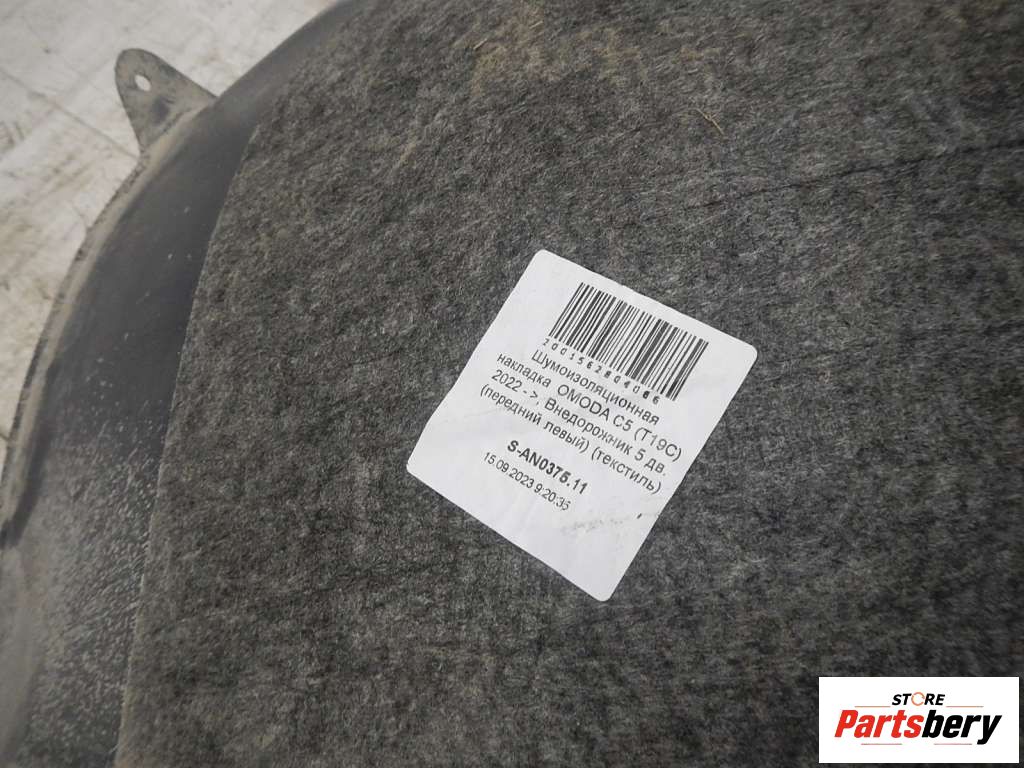 2001562804066
Шумоизоляционная
накладка OMODA C5 (T19C)
2022 - >, Внедорожник 5 дв.
(передний левый) (текстиль)
S-AN0375.11
15.09.2023 9:20:35
STORE
Partsbery